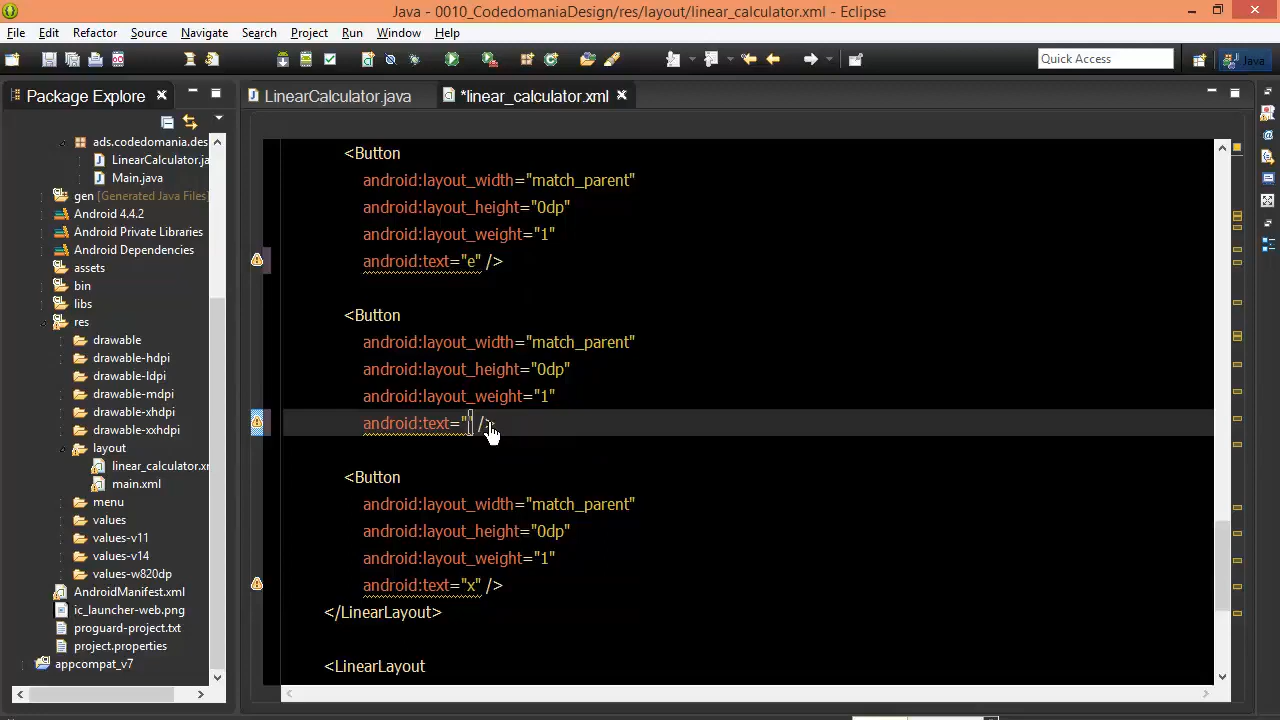 Java - 0010_CodedomaniaDesign/res/layout/linear_calculator.xml - Eclipse
File Edit Refactor Source Navigate Search Project Run Window Help
Quick Access
Java
Package Explore
LinearCalculator.java
*linear_calculator.xml
ads.codedomania.des
LinearCalculator.ja
Main.java
gen [Generated Java Files]
Android 4.4.2
Android Private Libraries
Android Dependencies
assets
bin
libs
res
drawable
drawable-hdpi
drawable-ldpi
drawable-mdpi
drawable-xhdpi
drawable-xxhdpi
layout
linear_calculator.xm
main.xml
menu
values
values-v11
values-v14
values-w820dp
AndroidManifest.xml
ic_launcher-web.png
proguard-project.txt
project.properties
appcompat_v7
<Button
android:layout_width="match_parent"
android:layout_height="0dp"
android:layout_weight="1"
android:text="e" />
<Button
android:layout_width="match_parent"
android:layout_height="0dp"
android:layout_weight="1"
android:text="" />
<Button
android:layout_width="match_parent"
android:layout_height="0dp"
android:layout_weight="1"
android:text="x" />
</LinearLayout>
<LinearLayout